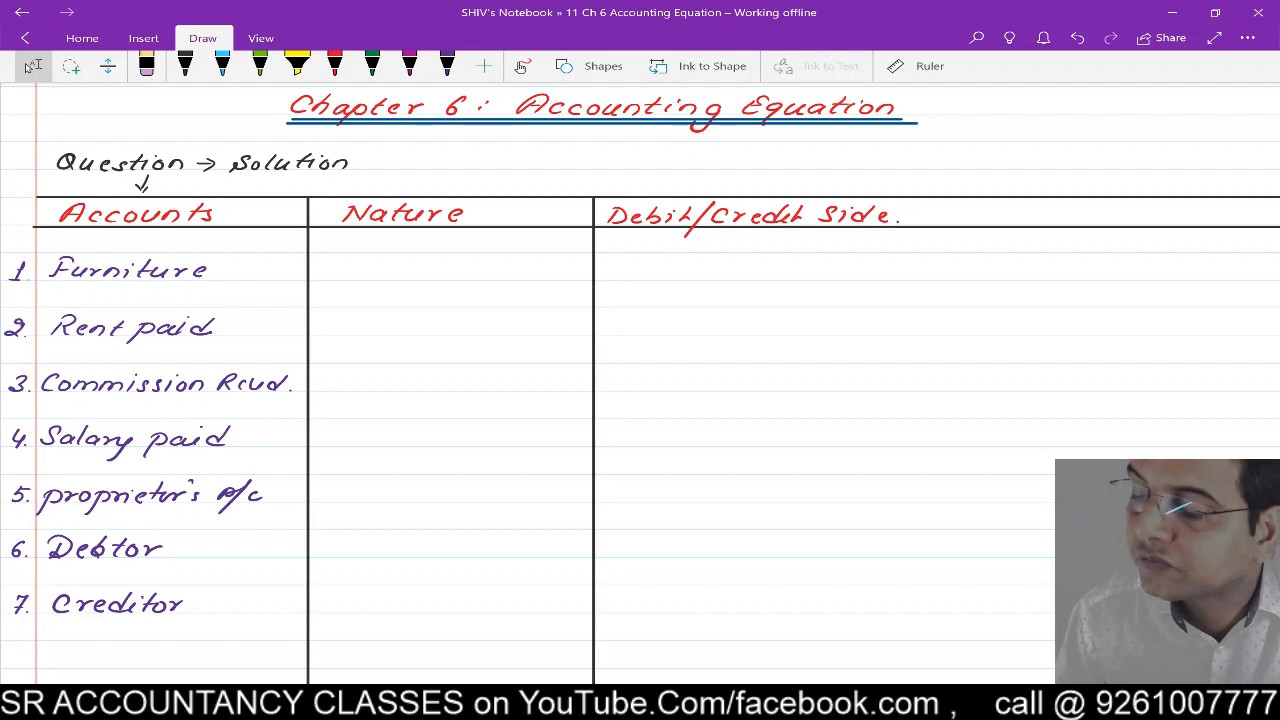 SHIV's Notebook » 11 Ch 6 Accounting Equation – Working offline
Home Insert Draw View
Share
Shapes Ink to Shape Ink to Text Ruler
Chapter 6 : Accounting Equation
Question → Solution
Accounts Nature Debit/Credit Side.
1. Furniture
2. Rent paid
3. Commission Rcvd.
4. Salary paid
5. proprietor's A/c
6. Debtor
7. Creditor
SR ACCOUNTANCY CLASSES on YouTube.Com/facebook.com , call @ 9261007777